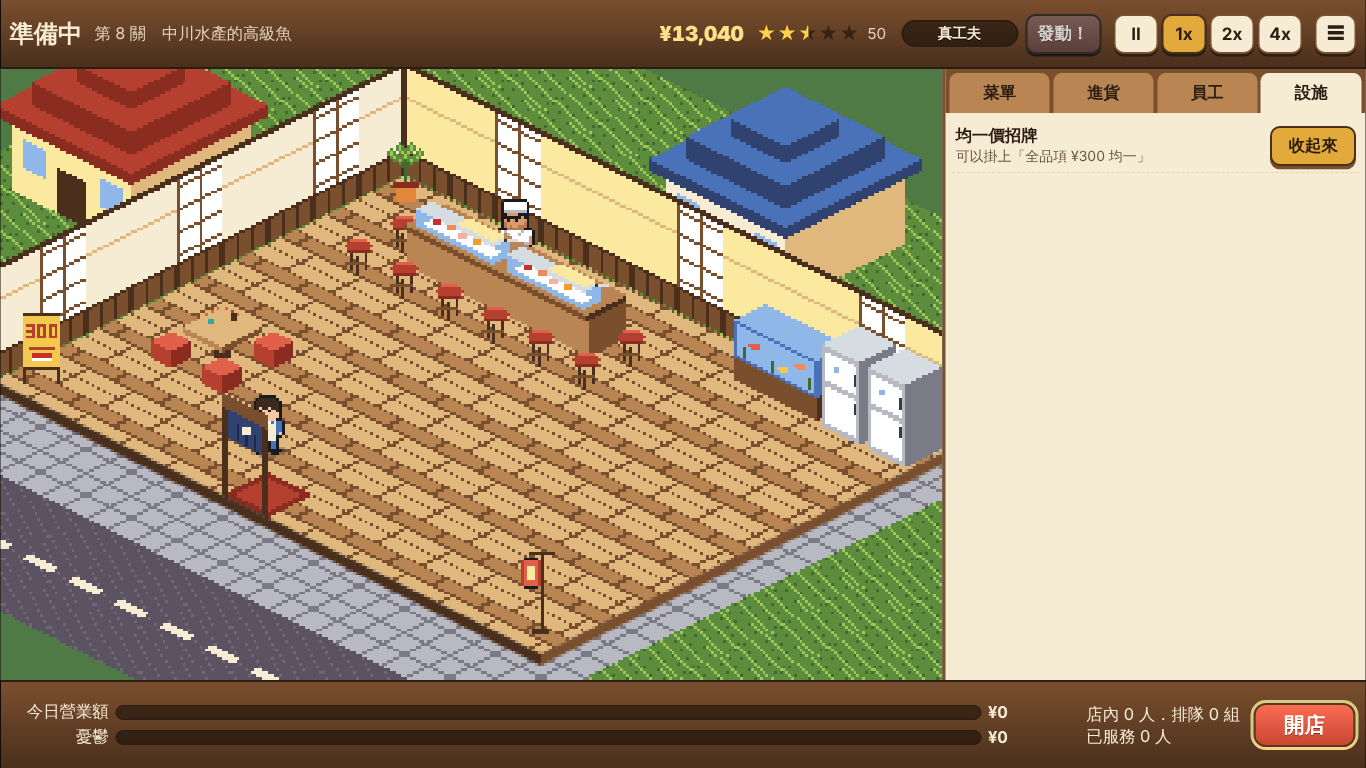 準備中
第 8 關　中川水產的高級魚
¥13,040
50
真工夫
發動！
1x
2x
4x
菜單
進貨
員工
設施
均一價招牌
可以掛上「全品項 ¥300 均一」
收起來
300
今日營業額
¥0
憂鬱
¥0
店內 0 人．排隊 0 組
已服務 0 人
開店